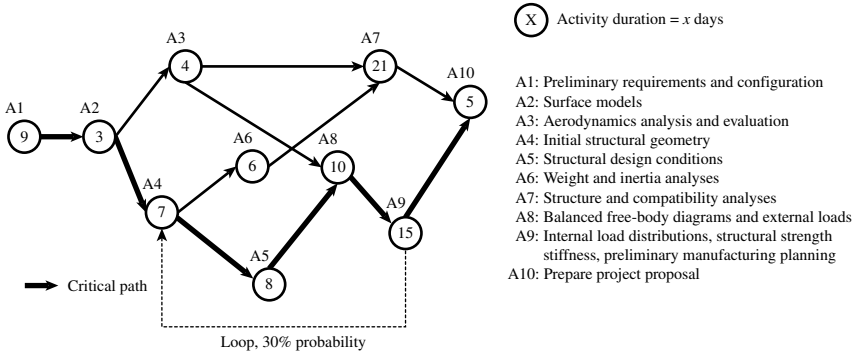 X Activity duration = x days
A3
4
A7
21
A10
5
A1
9
A2
3
A6
6
A8
10
A4
7
A9
15
A5
8
Critical path
Loop, 30% probability
A1: Preliminary requirements and configuration
A2: Surface models
A3: Aerodynamics analysis and evaluation
A4: Initial structural geometry
A5: Structural design conditions
A6: Weight and inertia analyses
A7: Structure and compatibility analyses
A8: Balanced free-body diagrams and external loads
A9: Internal load distributions, structural strength
stiffness, preliminary manufacturing planning
A10: Prepare project proposal